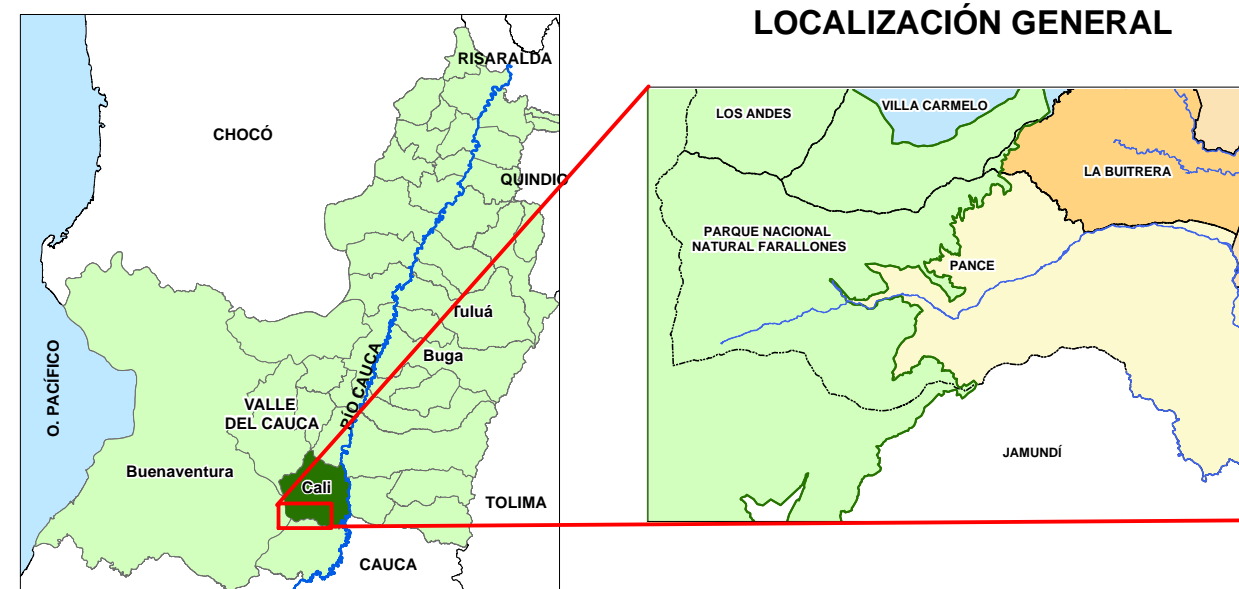 LOCALIZACIÓN GENERAL
RISARALDA
CHOCÓ
QUINDIO
Tuluá
Buga
RÍO CAUCA
O. PACÍFICO
VALLE
DEL CAUCA
Buenaventura
Cali
TOLIMA
CAUCA
LOS ANDES
VILLA CARMELO
LA BUITRERA
PARQUE NACIONAL
NATURAL FARALLONES
PANCE
JAMUNDÍ